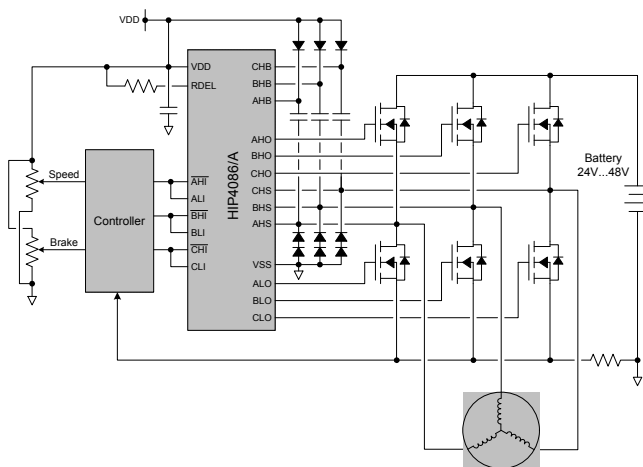 VDD
VDD
RDEL
CHB
BHB
AHB
AHO
BHO
CHO
CHS
BHS
AHS
VSS
ALO
BLO
CLO
HIP4086/A
AHI
ALI
BHI
BLI
CHI
CLI
Speed
Brake
Controller
Battery
24V...48V